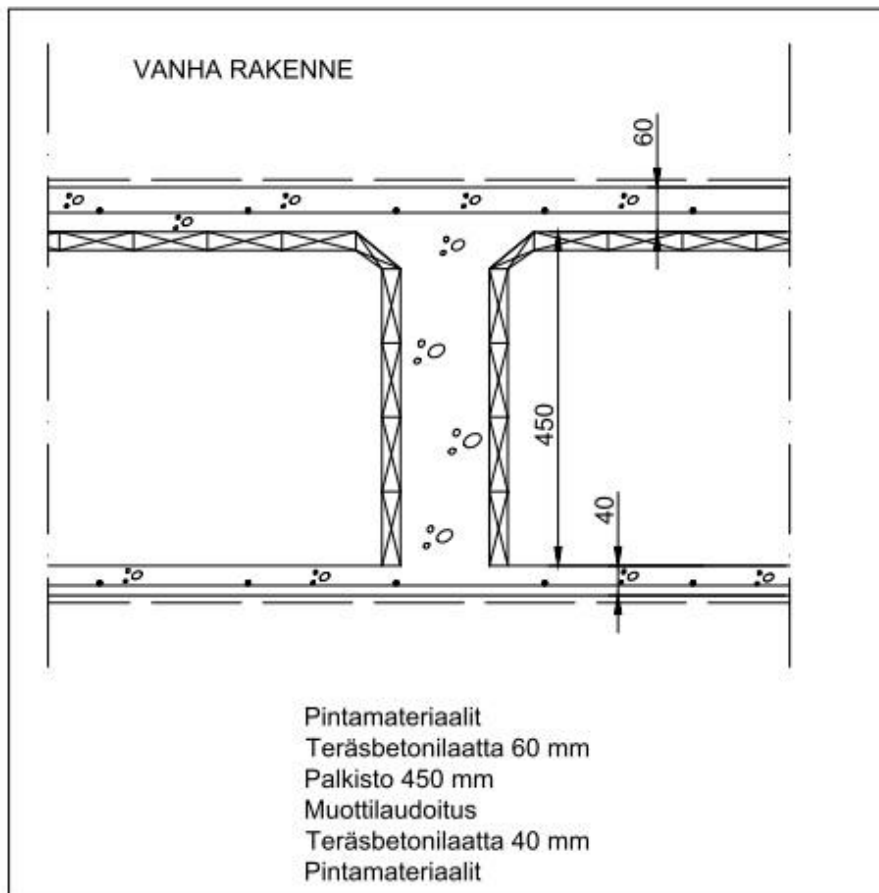 VANHA RAKENNE
60
450
40
Pintamateriaalit
Teräsbetonilaatta 60 mm
Palkisto 450 mm
Muottilaudoitus
Teräsbetonilaatta 40 mm
Pintamateriaalit